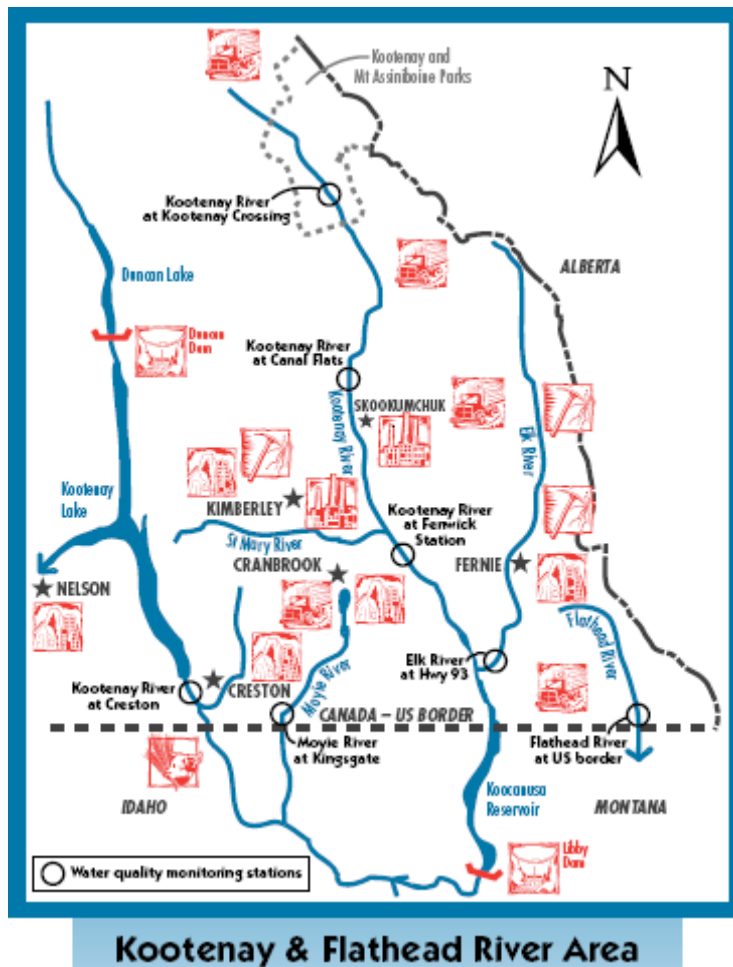 Kootenay and
Mt Assiniboine Parks
N
Kootenay River
at Kootenay Crossing
ALBERTA
Duncan Lake
Duncan
Dam
Kootenay River
at Canal Flats
SKOOKUMCHUK
Kootenay River
Elk River
Kootenay
Lake
KIMBERLEY
Kootenay River
at Fenwick
Station
St Mary River
CRANBROOK
FERNIE
NELSON
Flathead River
Elk River
at Hwy 93
Kootenay River
at Creston
CRESTON
Moyie River
CANADA – US BORDER
Moyie River
at Kingsgate
Flathead River
at US border
IDAHO
Koocanusa
Reservoir
MONTANA
Libby
Dam
Water quality monitoring stations
Kootenay & Flathead River Area